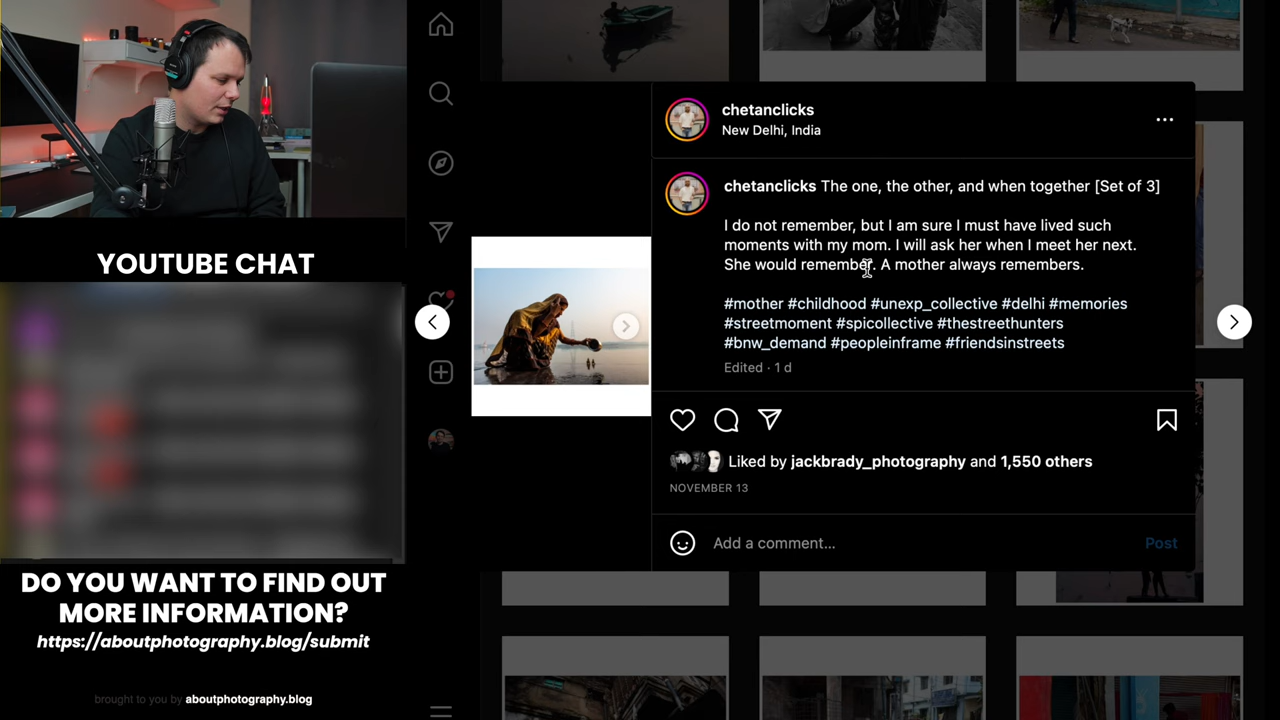 YOUTUBE CHAT
DO YOU WANT TO FIND OUT
MORE INFORMATION?
https://aboutphotography.blog/submit
brought to you by aboutphotography.blog
chetanclicks
New Delhi, India
chetanclicks The one, the other, and when together [Set of 3]
I do not remember, but I am sure I must have lived such
moments with my mom. I will ask her when I meet her next.
She would remember. A mother always remembers.
#mother #childhood #unexp_collective #delhi #memories
#streetmoment #spicollective #thestreethunters
#bnw_demand #peopleinframe #friendsinstreets
Edited · 1 d
Liked by jackbrady_photography and 1,550 others
NOVEMBER 13
Add a comment...
Post